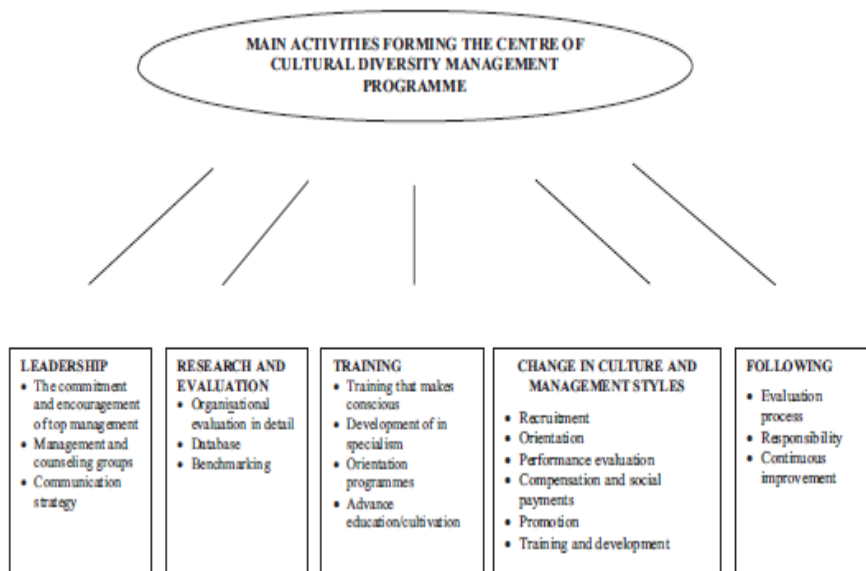 MAIN ACTIVITIES FORMING THE CENTRE OF
CULTURAL DIVERSITY MANAGEMENT
PROGRAMME
LEADERSHIP
• The commitment
and encouragement
of top management
• Management and
counseling groups
• Communication
strategy
RESEARCH AND
EVALUATION
• Organisational
evaluation in detail
• Database
• Benchmarking
TRAINING
• Training that makes
conscious
• Development of in
specialism
• Orientation
programmes
• Advance
education/cultivation
CHANGE IN CULTURE AND
MANAGEMENT STYLES
• Recruitment
• Orientation
• Performance evaluation
• Compensation and social
payments
• Promotion
• Training and development
FOLLOWING
• Evaluation
process
• Responsibility
• Continuous
improvement